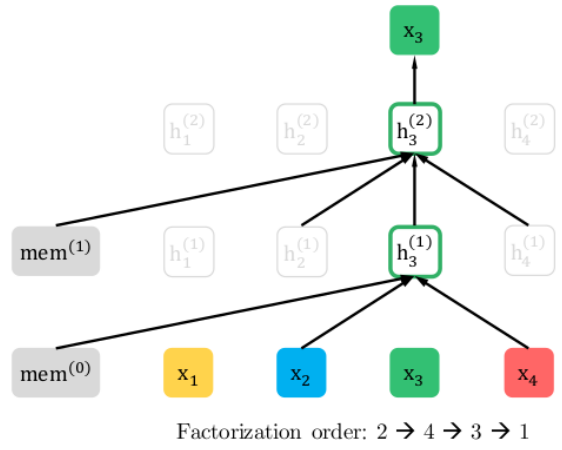 x₃
h₁⁽²⁾ h₂⁽²⁾ h₃⁽²⁾ h₄⁽²⁾
mem⁽¹⁾ h₁⁽¹⁾ h₂⁽¹⁾ h₃⁽¹⁾ h₄⁽¹⁾
mem⁽⁰⁾ x₁ x₂ x₃ x₄
Factorization order: 2 → 4 → 3 → 1